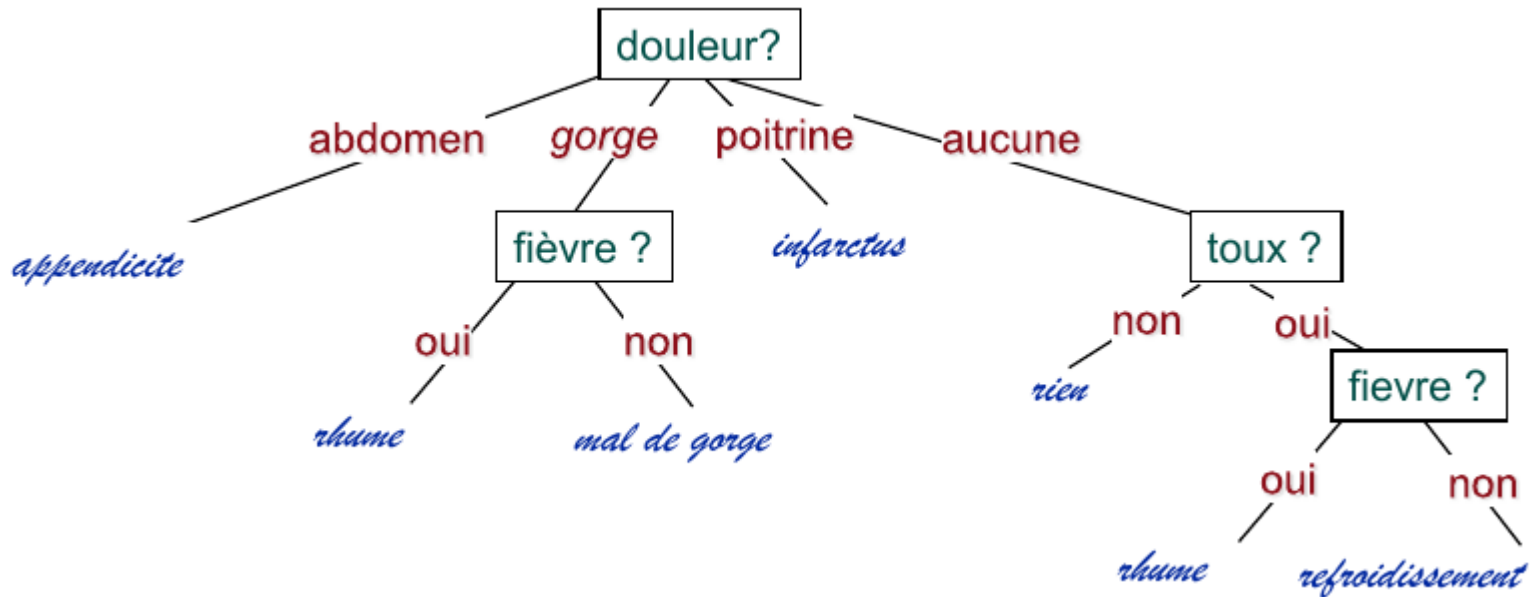 douleur?
abdomen gorge poitrine aucune
appendicite fièvre ? infarctus toux ?
oui non non oui
rien fievre ?
rhume mal de gorge
oui non
rhume refroidissement